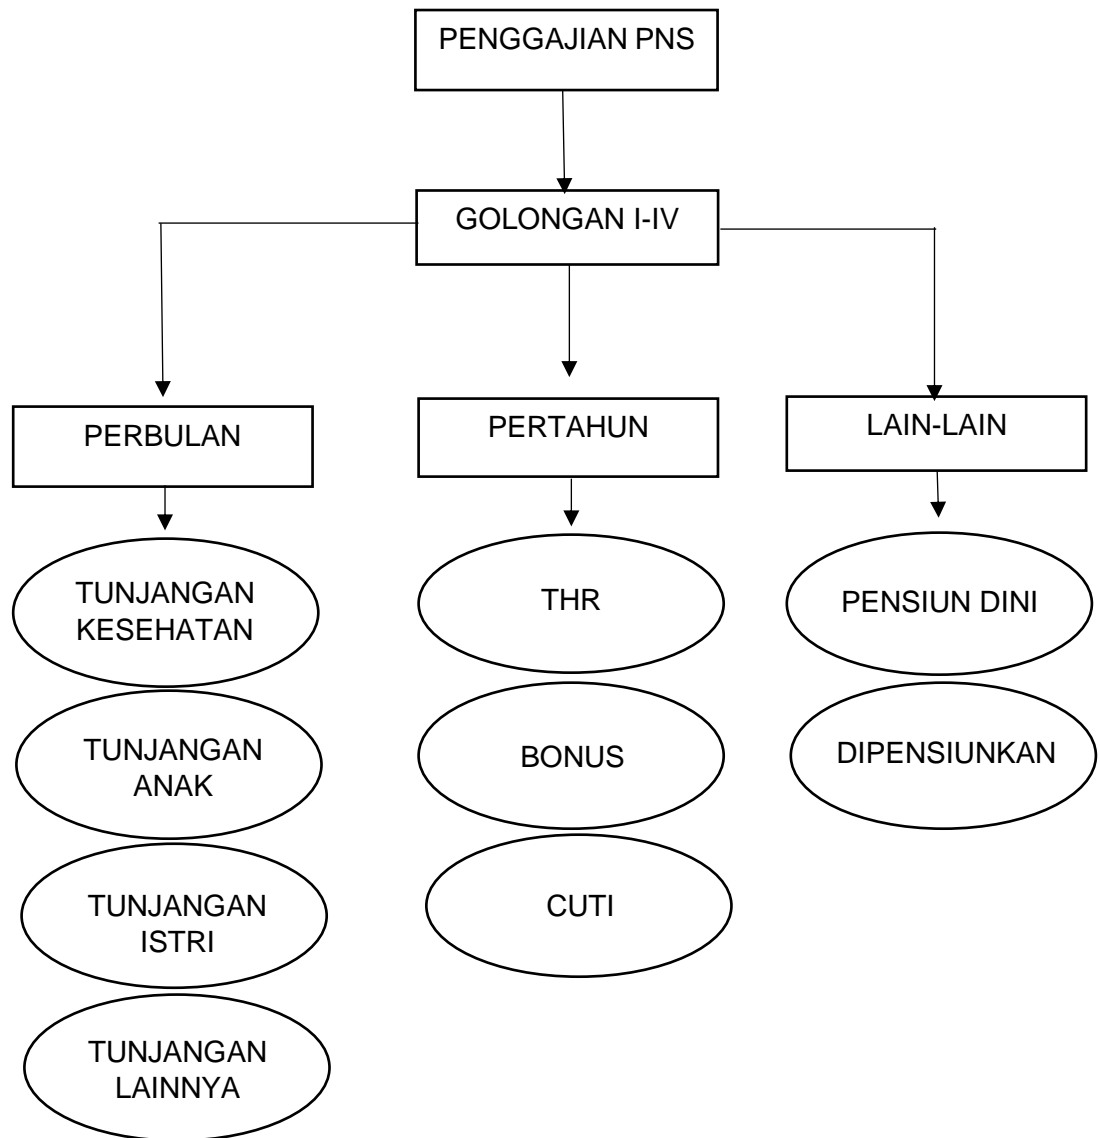 PENGGAJIAN PNS
GOLONGAN I-IV
PERBULAN
PERTAHUN
LAIN-LAIN
TUNJANGAN
KESEHATAN
TUNJANGAN
ANAK
TUNJANGAN
ISTRI
TUNJANGAN
LAINNYA
THR
BONUS
CUTI
PENSIUN DINI
DIPENSIUNKAN